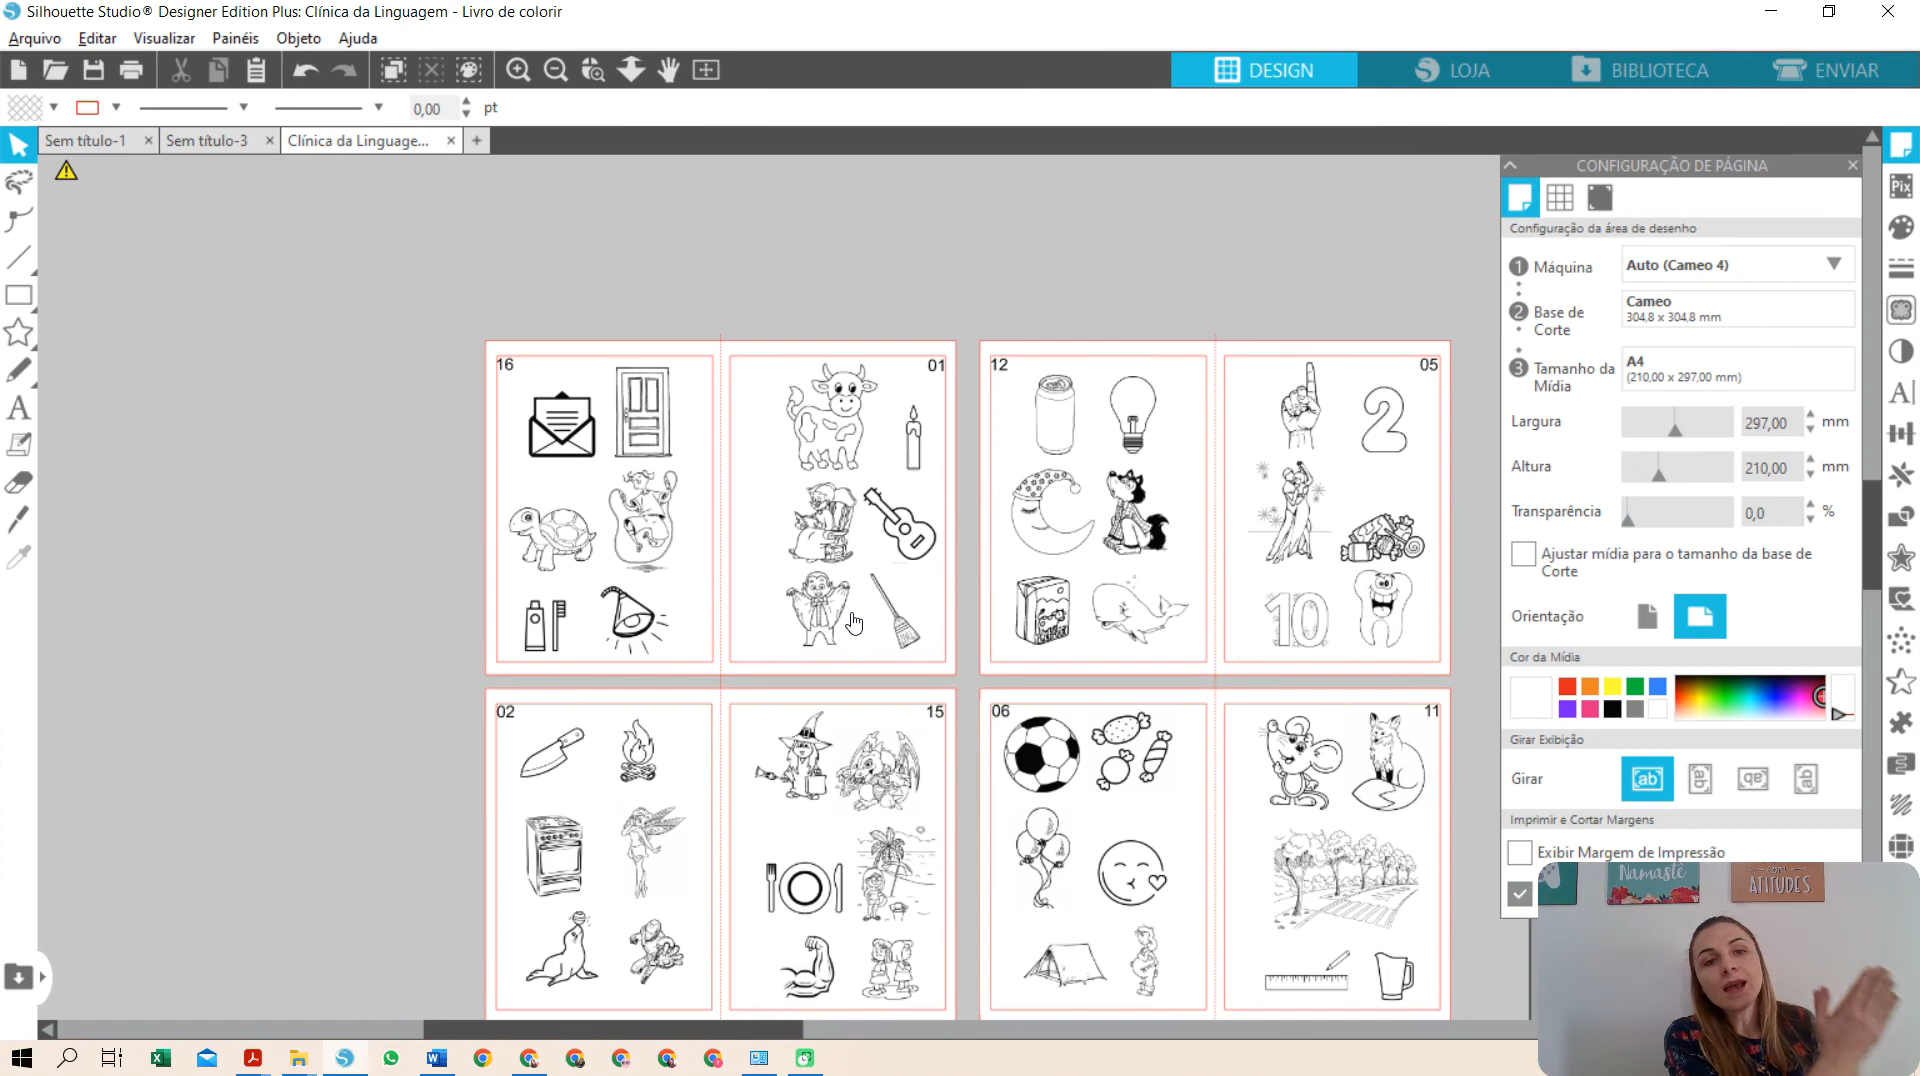 Silhouette Studio® Designer Edition Plus: Clínica da Linguagem - Livro de colorir
Arquivo Editar Visualizar Painéis Objeto Ajuda
DESIGN LOJA BIBLIOTECA ENVIAR
0,00 pt
Sem título-1 Sem título-3 Clínica da Linguage...
CONFIGURAÇÃO DE PÁGINA
Pix
Configuração da área de desenho
1 Máquina Auto (Cameo 4)
2 Base de Corte Cameo
304,8 x 304,8 mm
3 Tamanho da Mídia A4
(210,00 x 297,00 mm)
Largura 297,00 mm
Altura 210,00 mm
Transparência 0,0 %
Ajustar mídia para o tamanho da base de
Corte
Orientação
Cor da Mídia
Girar Exibição
Girar ab ab ab ab
Imprimir e Cortar Margens
Exibir Margem de Impressão
16 01 12 05
2
10
02 15 06 11
Namastê
COM
ATITUDES